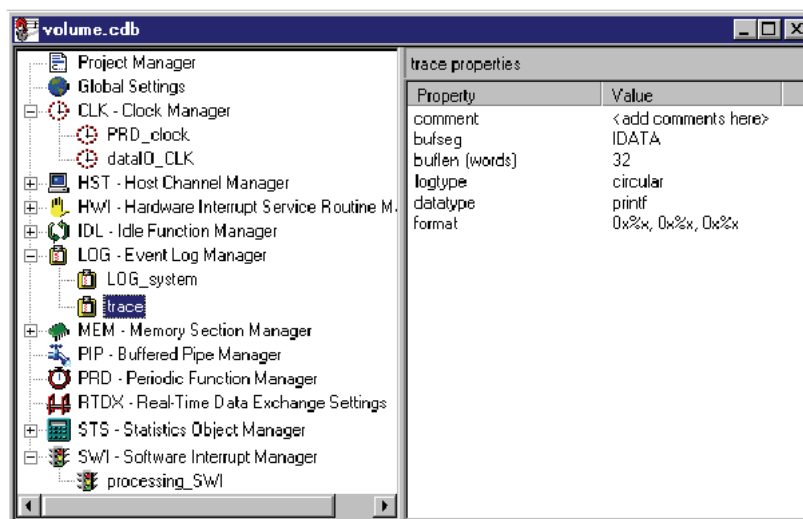 volume.cdb
Project Manager
Global Settings
CLK - Clock Manager
PRD_clock
dataIO_CLK
HST - Host Channel Manager
HWI - Hardware Interrupt Service Routine M
IDL - Idle Function Manager
LOG - Event Log Manager
LOG_system
trace
MEM - Memory Section Manager
PIP - Buffered Pipe Manager
PRD - Periodic Function Manager
RTDX - Real-Time Data Exchange Settings
STS - Statistics Object Manager
SWI - Software Interrupt Manager
processing_SWI
trace properties
Property Value
comment <add comments here>
bufseg IDATA
buflen (words) 32
logtype circular
datatype printf
format 0x%x, 0x%x, 0x%x